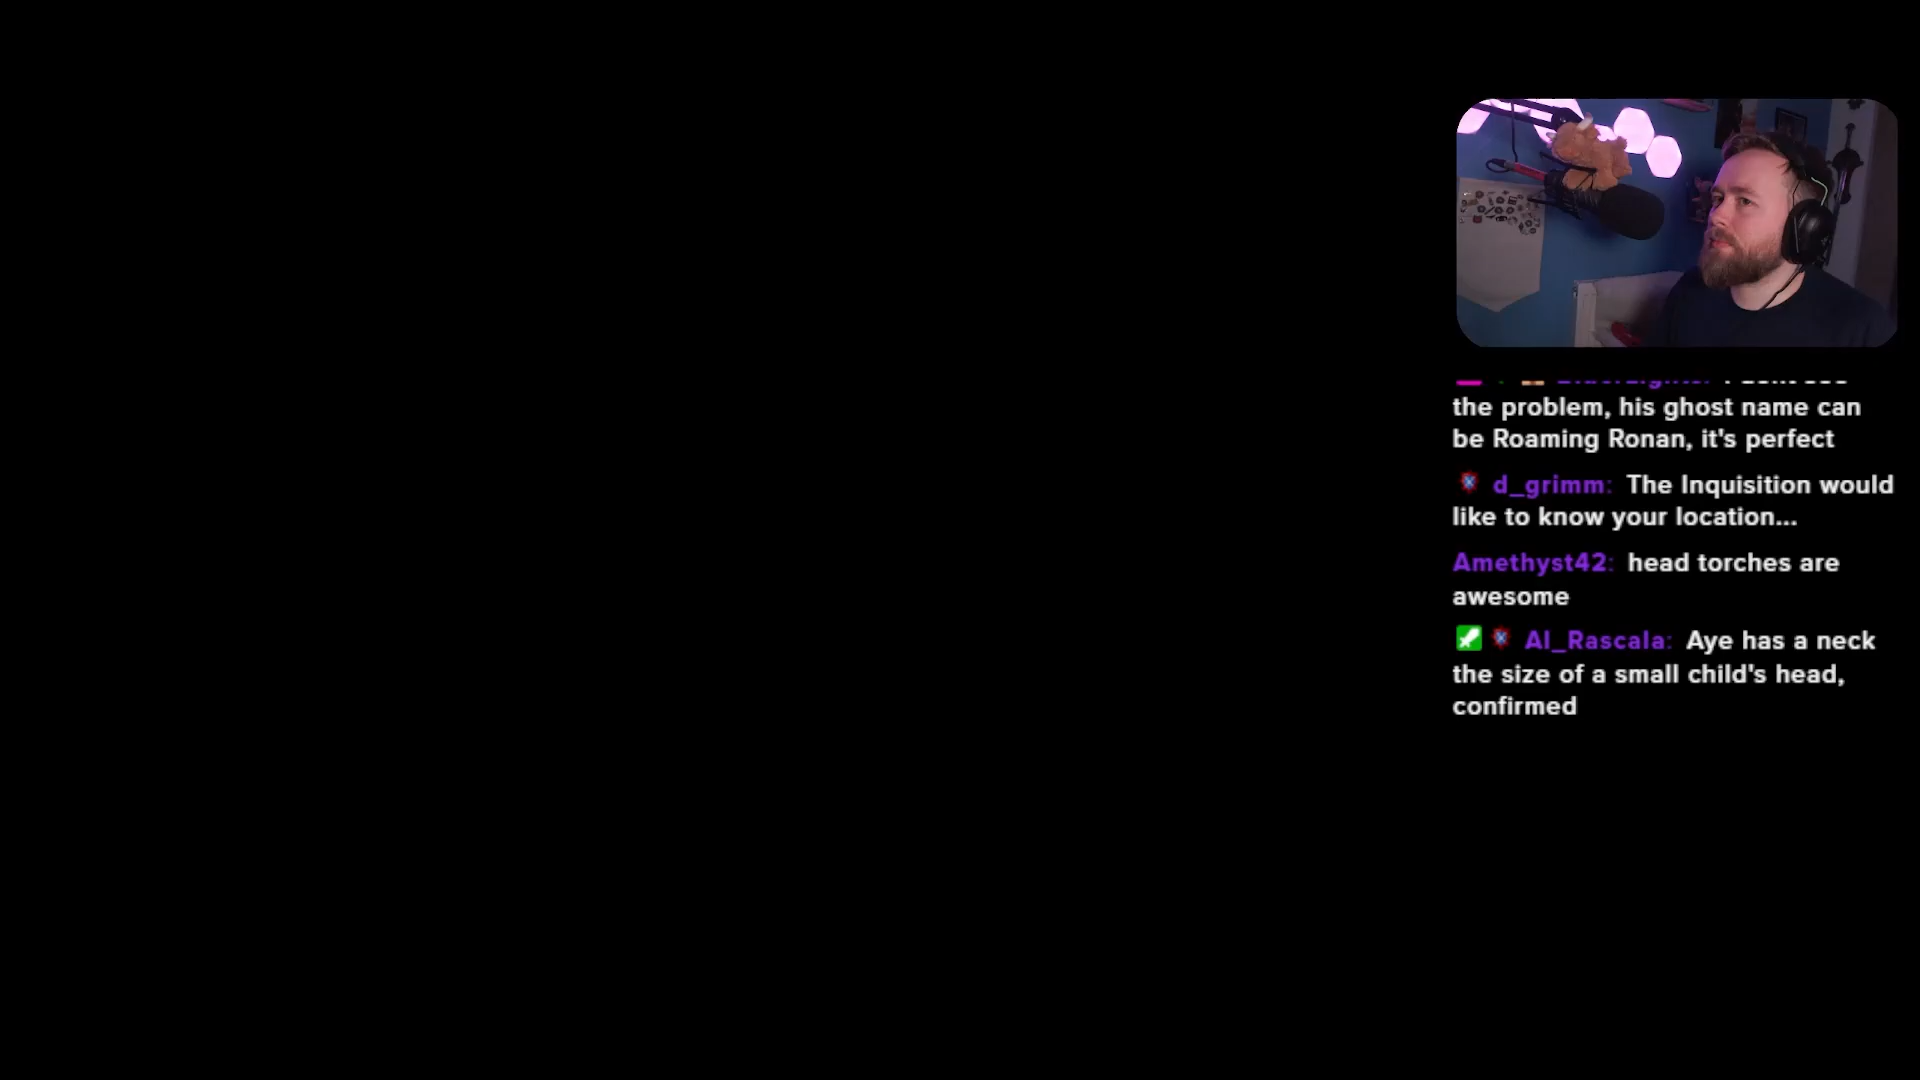 the problem, his ghost name can
be Roaming Ronan, it's perfect
d_grimm: The Inquisition would
like to know your location...
Amethyst42: head torches are
awesome
Al_Rascala: Aye has a neck
the size of a small child's head,
confirmed